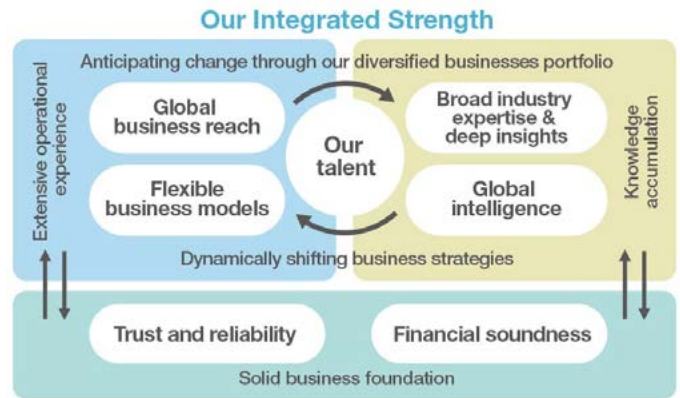 Our Integrated Strength
Anticipating change through our diversified businesses portfolio
Extensive operational
experience
Global
business reach
Flexible
business models
Our
talent
Broad industry
expertise &
deep insights
Global
intelligence
Knowledge
accumulation
Dynamically shifting business strategies
Trust and reliability
Financial soundness
Solid business foundation